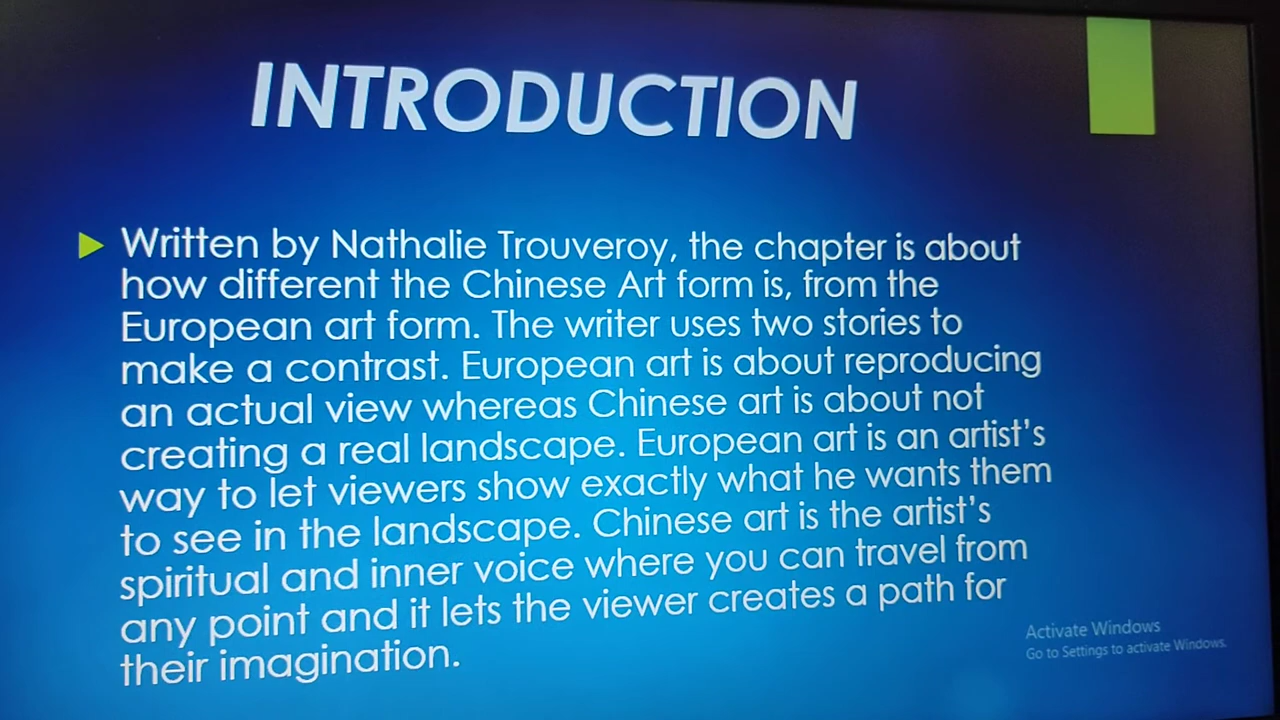 INTRODUCTION
Written by Nathalie Trouveroy, the chapter is about
how different the Chinese Art form is, from the
European art form. The writer uses two stories to
make a contrast. European art is about reproducing
an actual view whereas Chinese art is about not
creating a real landscape. European art is an artist's
way to let viewers show exactly what he wants them
to see in the landscape. Chinese art is the artist's
spiritual and inner voice where you can travel from
any point and it lets the viewer creates a path for
their imagination.
Activate Windows
Go to Settings to activate Windows.